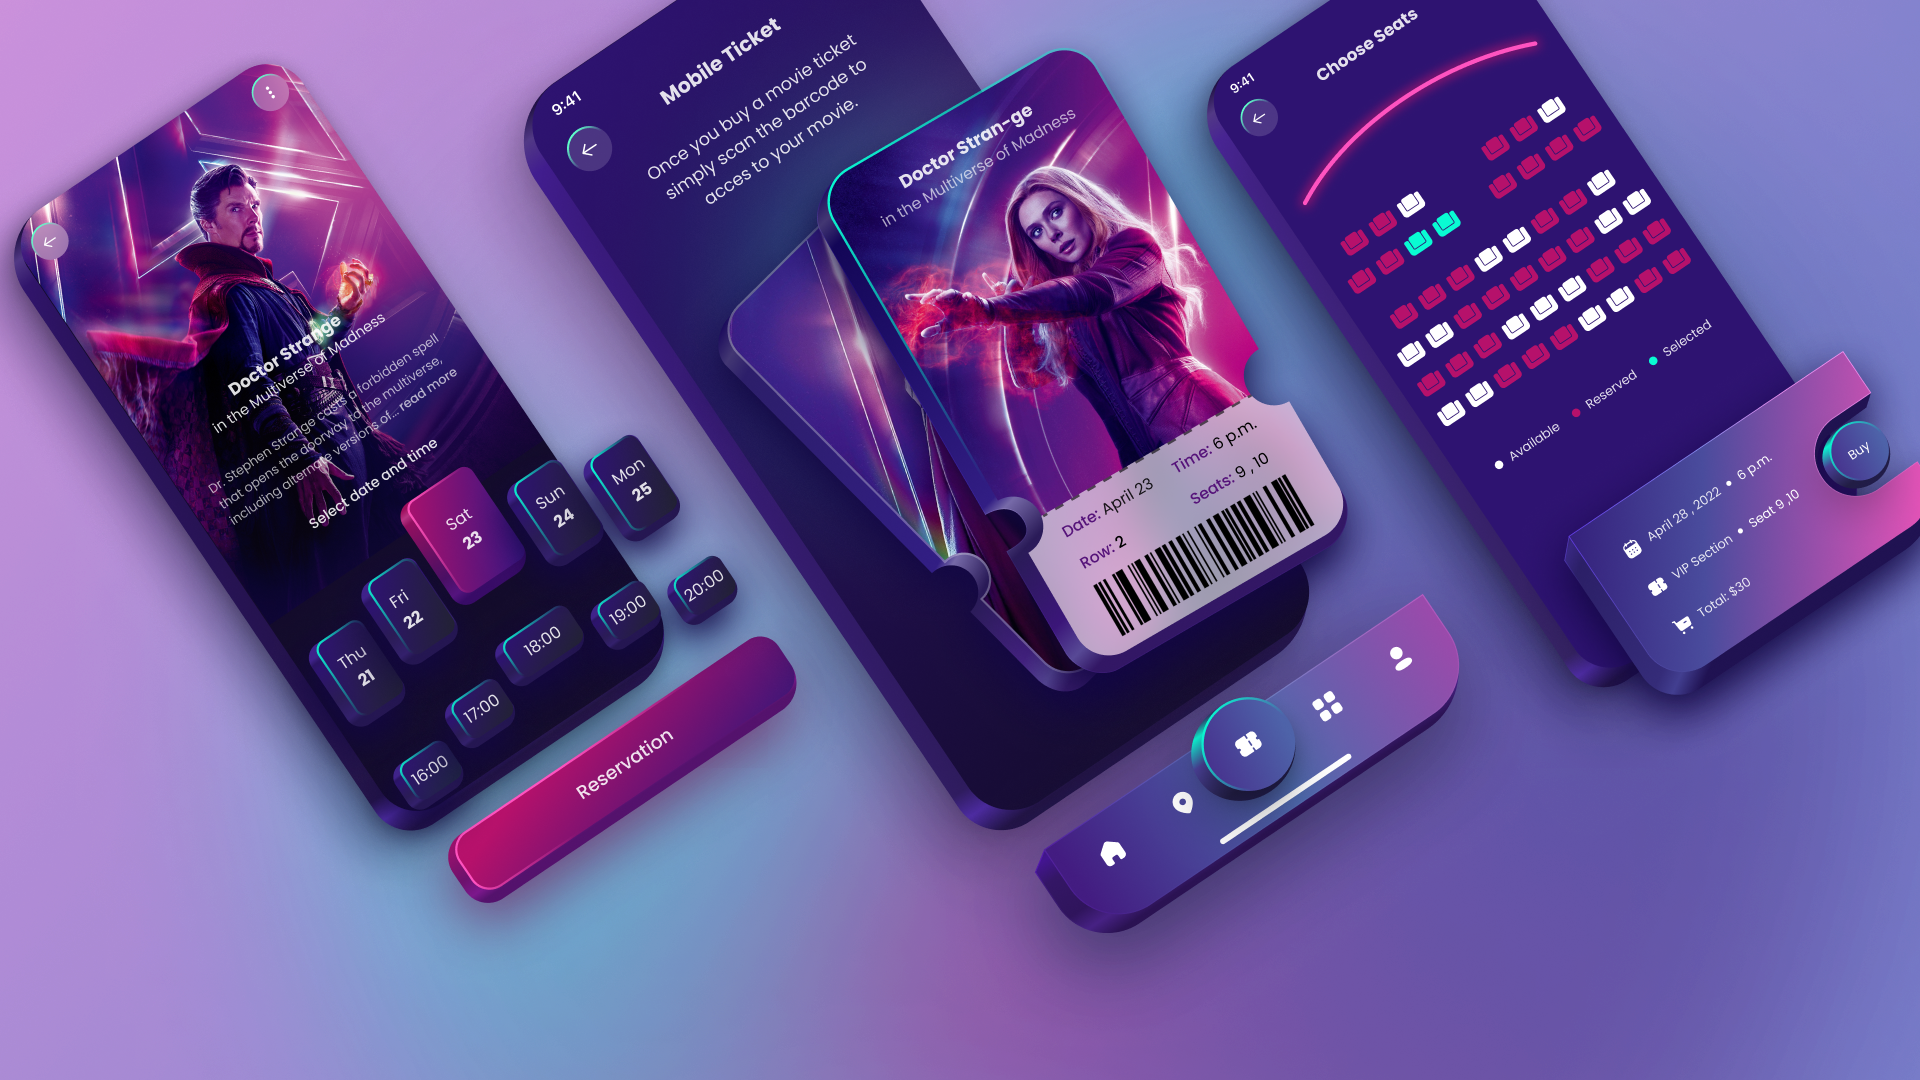 Doctor Strange
in the Multiverse of Madness
Dr. Stephen Strange casts a forbidden spell
that opens the doorway to the multiverse,
including alternate versions of... read more
Select date and time
Thu
21
Fri
22
Sat
23
Sun
24
Mon
25
16:00
17:00
18:00
19:00
20:00
Reservation
9:41
Mobile Ticket
Once you buy a movie ticket
simply scan the barcode to
acces to your movie.
Doctor Stran-ge
in the Multiverse of Madness
Date: April 23
Time: 6 p.m.
Row: 2
Seats: 9 , 10
9:41
Choose Seats
Available
Reserved
Selected
April 28 ,2022 • 6 p.m.
VIP Section • Seat 9 ,10
Total: $30
Buy